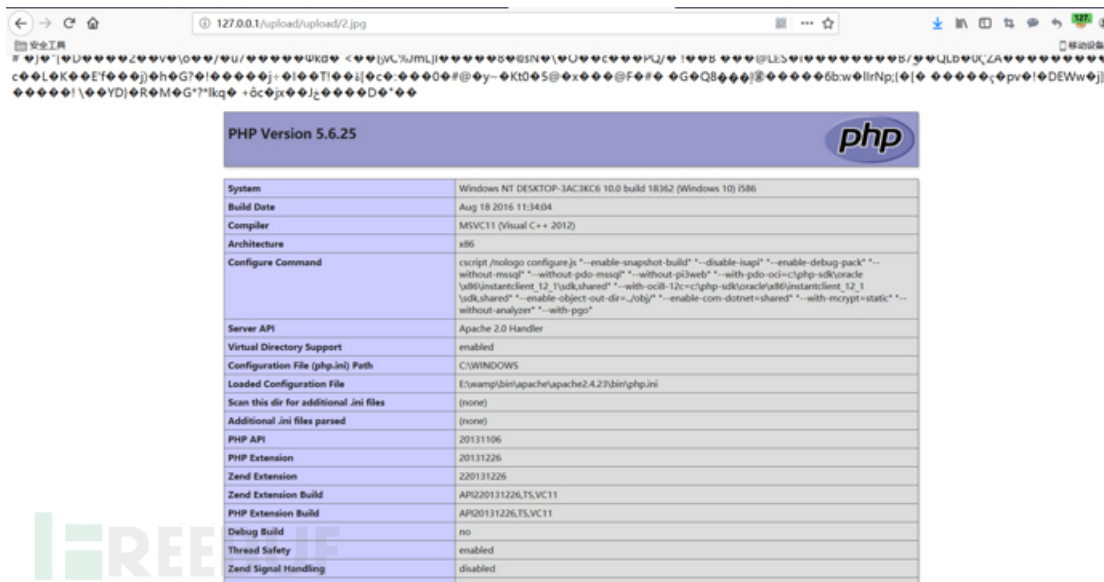 127.0.0.1/upload/upload/2.jpg
127.
安全工具
移动设备
PHP Version 5.6.25
php
System Windows NT DESKTOP-3AC3KC6 10.0 build 18362 (Windows 10) i586
Build Date Aug 18 2016 11:34:04
Compiler MSVC11 (Visual C++ 2012)
Architecture x86
Configure Command cscript /nologo configure.js "--enable-snapshot-build" "--disable-isapi" "--enable-debug-pack" "--
without-mssql" "--without-pdo-mssql" "--without-pi3web" "--with-pdo-oci=c:\php-sdk\oracle
\x86\instantclient_12_1\sdk,shared" "--with-oci8-12c=c:\php-sdk\oracle\x86\instantclient_12_1
\sdk,shared" "--enable-object-out-dir=../obj/" "--enable-com-dotnet=shared" "--with-mcrypt=static" "--
without-analyzer" "--with-pgo"
Server API Apache 2.0 Handler
Virtual Directory Support enabled
Configuration File (php.ini) Path C:\WINDOWS
Loaded Configuration File E:\wamp\bin\apache\apache2.4.23\bin\php.ini
Scan this dir for additional .ini files (none)
Additional .ini files parsed (none)
PHP API 20131106
PHP Extension 20131226
Zend Extension 220131226
Zend Extension Build API220131226,TS,VC11
PHP Extension Build API20131226,TS,VC11
Debug Build no
Thread Safety enabled
Zend Signal Handling disabled
FREEBUF